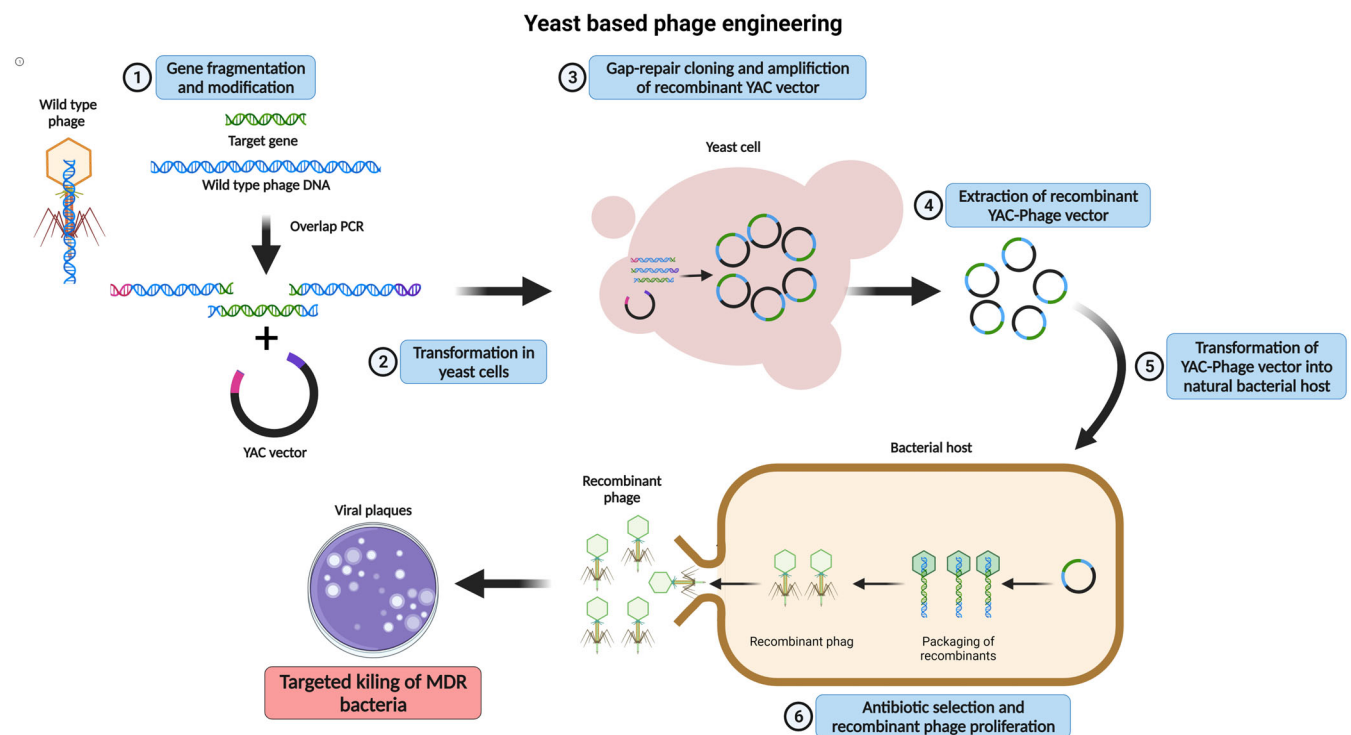 Yeast based phage engineering
1
Gene fragmentation
and modification
Wild type
phage
Target gene
Wild type phage DNA
Overlap PCR
YAC vector
2
Transformation in
yeast cells
3
Gap-repair cloning and amplifiction
of recombinant YAC vector
Yeast cell
4
Extraction of recombinant
YAC-Phage vector
5
Transformation of
YAC-Phage vector into
natural bacterial host
Bacterial host
Packaging of
recombinants
Recombinant phag
6
Antibiotic selection and
recombinant phage proliferation
Recombinant
phage
Viral plaques
Targeted kiling of MDR
bacteria